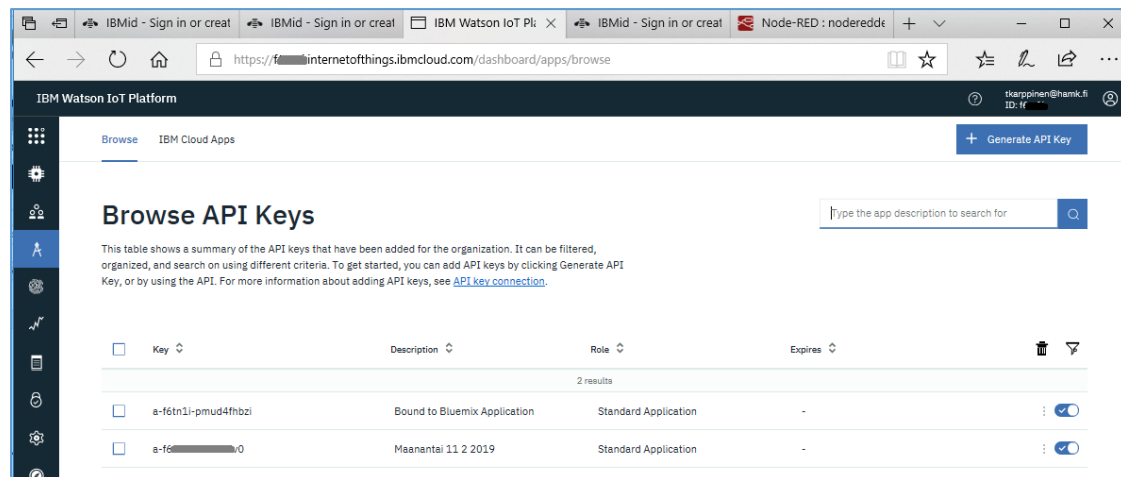 IBMid - Sign in or creat
IBMid - Sign in or creat
IBM Watson IoT Pla
IBMid - Sign in or creat
Node-RED : noderedde
https://f internetofthings.ibmcloud.com/dashboard/apps/browse
IBM Watson IoT Platform
tkarppinen@hamk.fi
ID: f6
Browse
IBM Cloud Apps
+ Generate API Key
Browse API Keys
Type the app description to search for
This table shows a summary of the API keys that have been added for the organization. It can be filtered,
organized, and search on using different criteria. To get started, you can add API keys by clicking Generate API
Key, or by using the API. For more information about adding API keys, see API key connection.
Key
Description
Role
Expires
2 results
a-f6tn1i-pmud4fhbzi
Bound to Bluemix Application
Standard Application
-
a-f6 v0
Maanantai 11 2 2019
Standard Application
-